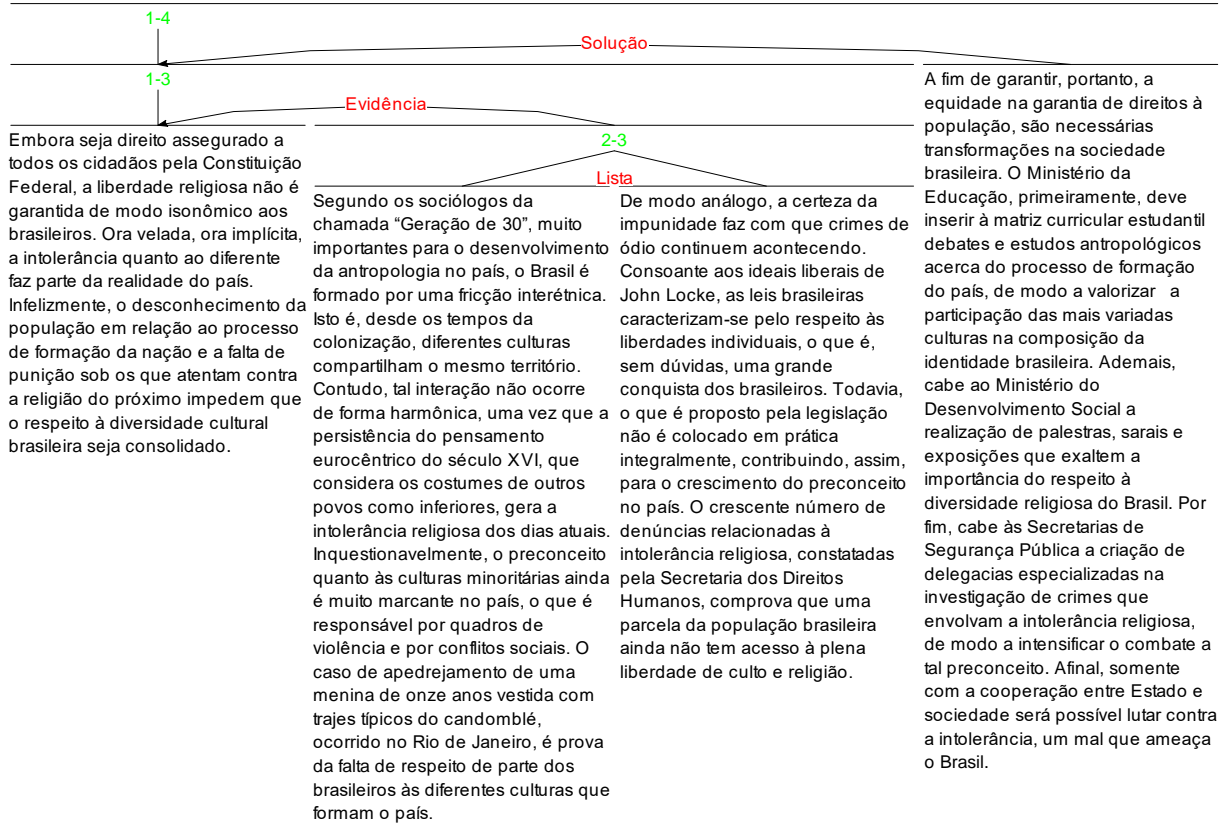 1-4
Solução
1-3
Evidência
Embora seja direito assegurado a
todos os cidadãos pela Constituição
Federal, a liberdade religiosa não é
garantida de modo isonômico aos
brasileiros. Ora velada, ora implícita,
a intolerância quanto ao diferente
faz parte da realidade do país.
Infelizmente, o desconhecimento da
população em relação ao processo
de formação da nação e a falta de
punição sob os que atentam contra
a religião do próximo impedem que
o respeito à diversidade cultural
brasileira seja consolidado.
2-3
Lista
Segundo os sociólogos da
chamada “Geração de 30”, muito
importantes para o desenvolvimento
da antropologia no país, o Brasil é
formado por uma fricção interétnica.
Isto é, desde os tempos da
colonização, diferentes culturas
compartilham o mesmo território.
Contudo, tal interação não ocorre
de forma harmônica, uma vez que a
persistência do pensamento
eurocêntrico do século XVI, que
considera os costumes de outros
povos como inferiores, gera a
intolerância religiosa dos dias atuais.
Inquestionavelmente, o preconceito
quanto às culturas minoritárias ainda
é muito marcante no país, o que é
responsável por quadros de
violência e por conflitos sociais. O
caso de apedrejamento de uma
menina de onze anos vestida com
trajes típicos do candomblé,
ocorrido no Rio de Janeiro, é prova
da falta de respeito de parte dos
brasileiros às diferentes culturas que
formam o país.
De modo análogo, a certeza da
impunidade faz com que crimes de
ódio continuem acontecendo.
Consoante aos ideais liberais de
John Locke, as leis brasileiras
caracterizam-se pelo respeito às
liberdades individuais, o que é,
sem dúvidas, uma grande
conquista dos brasileiros. Todavia,
o que é proposto pela legislação
não é colocado em prática
integralmente, contribuindo, assim,
para o crescimento do preconceito
no país. O crescente número de
denúncias relacionadas à
intolerância religiosa, constatadas
pela Secretaria dos Direitos
Humanos, comprova que uma
parcela da população brasileira
ainda não tem acesso à plena
liberdade de culto e religião.
A fim de garantir, portanto, a
equidade na garantia de direitos à
população, são necessárias
transformações na sociedade
brasileira. O Ministério da
Educação, primeiramente, deve
inserir à matriz curricular estudantil
debates e estudos antropológicos
acerca do processo de formação
do país, de modo a valorizar a
participação das mais variadas
culturas na composição da
identidade brasileira. Ademais,
cabe ao Ministério do
Desenvolvimento Social a
realização de palestras, sarais e
exposições que exaltem a
importância do respeito à
diversidade religiosa do Brasil. Por
fim, cabe às Secretarias de
Segurança Pública a criação de
delegacias especializadas na
investigação de crimes que
envolvam a intolerância religiosa,
de modo a intensificar o combate a
tal preconceito. Afinal, somente
com a cooperação entre Estado e
sociedade será possível lutar contra
a intolerância, um mal que ameaça
o Brasil.